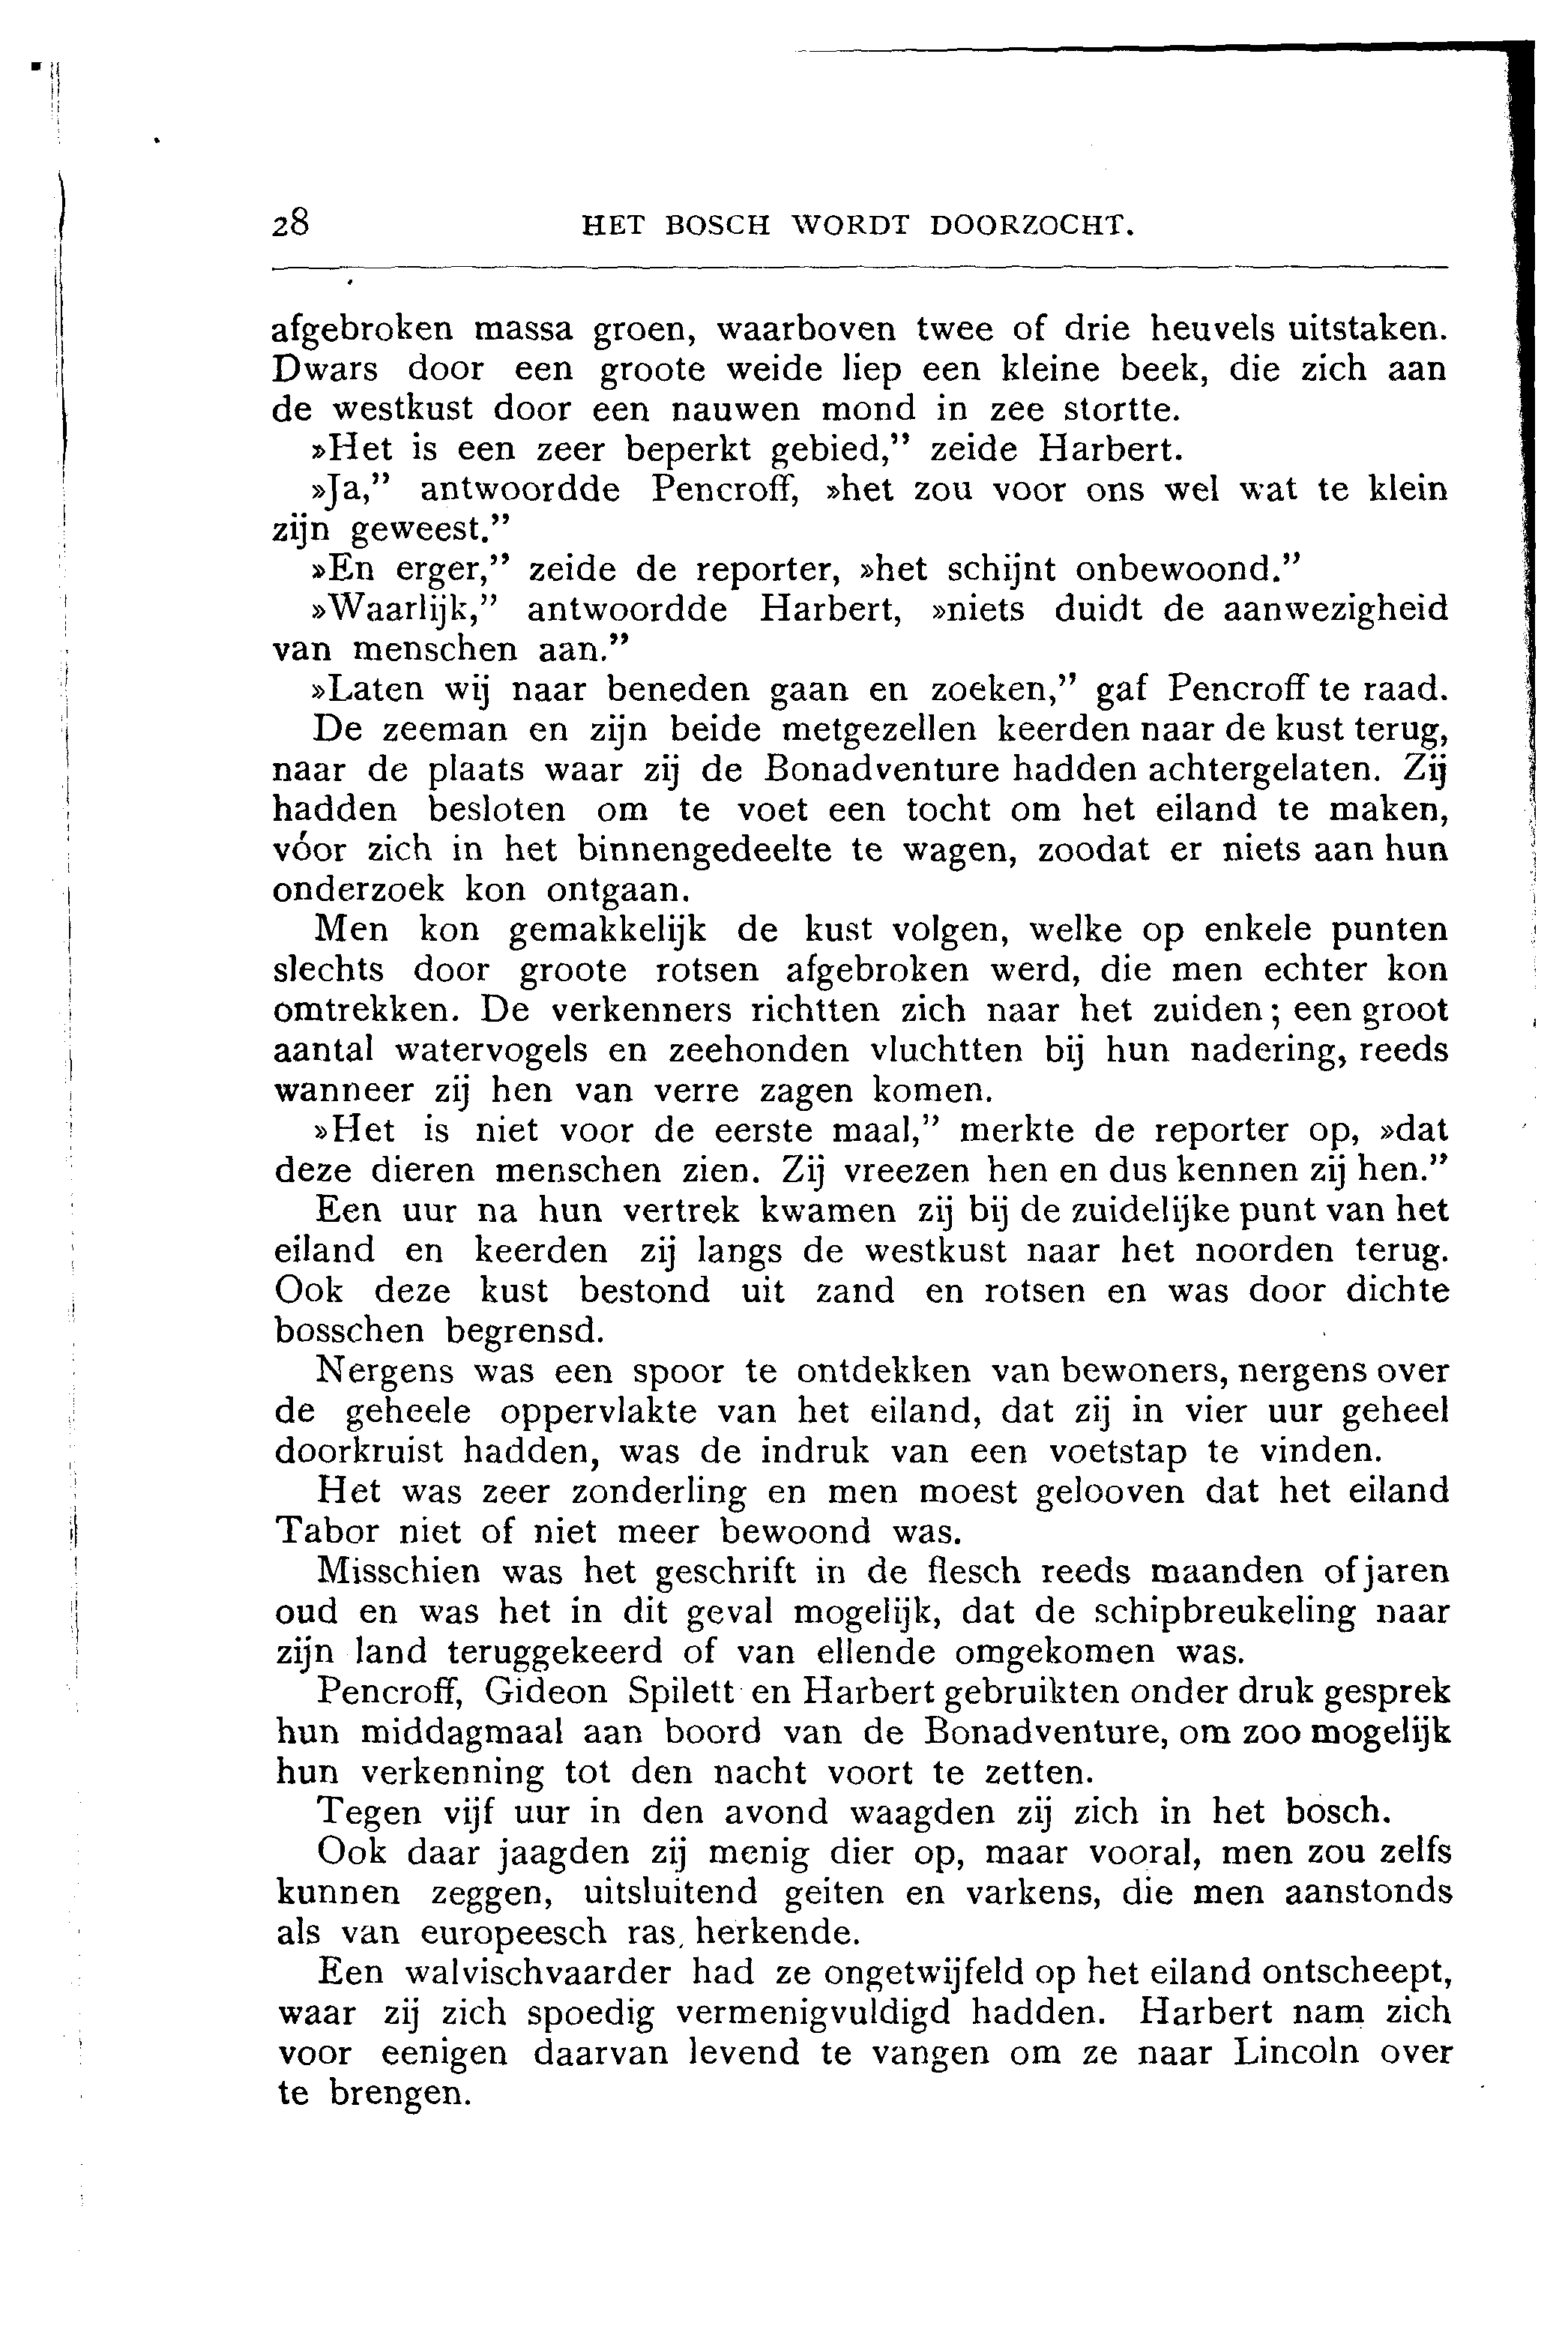 28 HET BOSCH WORDT DOORZOCHT.
afgebroken massa groen, waarboven twee of drie heuvels uitstaken.
Dwars door een groote weide liep een kleine beek, die zich aan
de westkust door een nauwen mond in zee stortte.
»Het is een zeer beperkt gebied,” zeide Harbert.
»Ja,” antwoordde Pencroff, »het zou voor ons wel wat te klein
zijn geweest.”
»En erger,” zeide de reporter, »het schijnt onbewoond.”
»Waarlijk,” antwoordde Harbert, »niets duidt de aanwezigheid
van menschen aan.”
»Laten wij naar beneden gaan en zoeken,” gaf Pencroff te raad.
De zeeman en zijn beide metgezellen keerden naar de kust terug,
naar de plaats waar zij de Bonadventure hadden achtergelaten. Zij
hadden besloten om te voet een tocht om het eiland te maken,
vóor zich in het binnengedeelte te wagen, zoodat er niets aan hun
onderzoek kon ontgaan.
Men kon gemakkelijk de kust volgen, welke op enkele punten
slechts door groote rotsen afgebroken werd, die men echter kon
omtrekken. De verkenners richtten zich naar het zuiden; een groot
aantal watervogels en zeehonden vluchtten bij hun nadering, reeds
wanneer zij hen van verre zagen komen.
»Het is niet voor de eerste maal,” merkte de reporter op, »dat
deze dieren menschen zien. Zij vreezen hen en dus kennen zij hen.”
Een uur na hun vertrek kwamen zij bij de zuidelijke punt van het
eiland en keerden zij langs de westkust naar het noorden terug.
Ook deze kust bestond uit zand en rotsen en was door dichte
bosschen begrensd.
Nergens was een spoor te ontdekken van bewoners, nergens over
de geheele oppervlakte van het eiland, dat zij in vier uur geheel
doorkruist hadden, was de indruk van een voetstap te vinden.
Het was zeer zonderling en men moest gelooven dat het eiland
Tabor niet of niet meer bewoond was.
Misschien was het geschrift in de flesch reeds maanden of jaren
oud en was het in dit geval mogelijk, dat de schipbreukeling naar
zijn land teruggekeerd of van ellende omgekomen was.
Pencroff, Gideon Spilett en Harbert gebruikten onder druk gesprek
hun middagmaal aan boord van de Bonadventure, om zoo mogelijk
hun verkenning tot den nacht voort te zetten.
Tegen vijf uur in den avond waagden zij zich in het bosch.
Ook daar jaagden zij menig dier op, maar vooral, men zou zelfs
kunnen zeggen, uitsluitend geiten en varkens, die men aanstonds
als van europeesch ras, herkende.
Een walvischvaarder had ze ongetwijfeld op het eiland ontscheept,
waar zij zich spoedig vermenigvuldigd hadden. Harbert nam zich
voor eenigen daarvan levend te vangen om ze naar Lincoln over
te brengen.